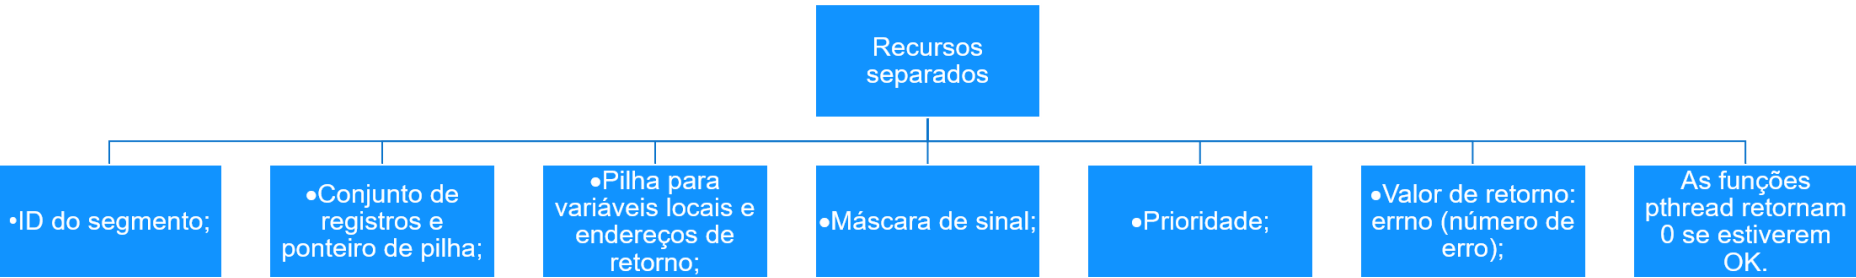 Recursos
separados
•ID do segmento;
•Conjunto de
registros e
ponteiro de pilha;
•Pilha para
variáveis locais e
endereços de
retorno;
•Máscara de sinal;
•Prioridade;
•Valor de retorno:
errno (número de
erro);
As funções
pthread retornam
0 se estiverem
OK.